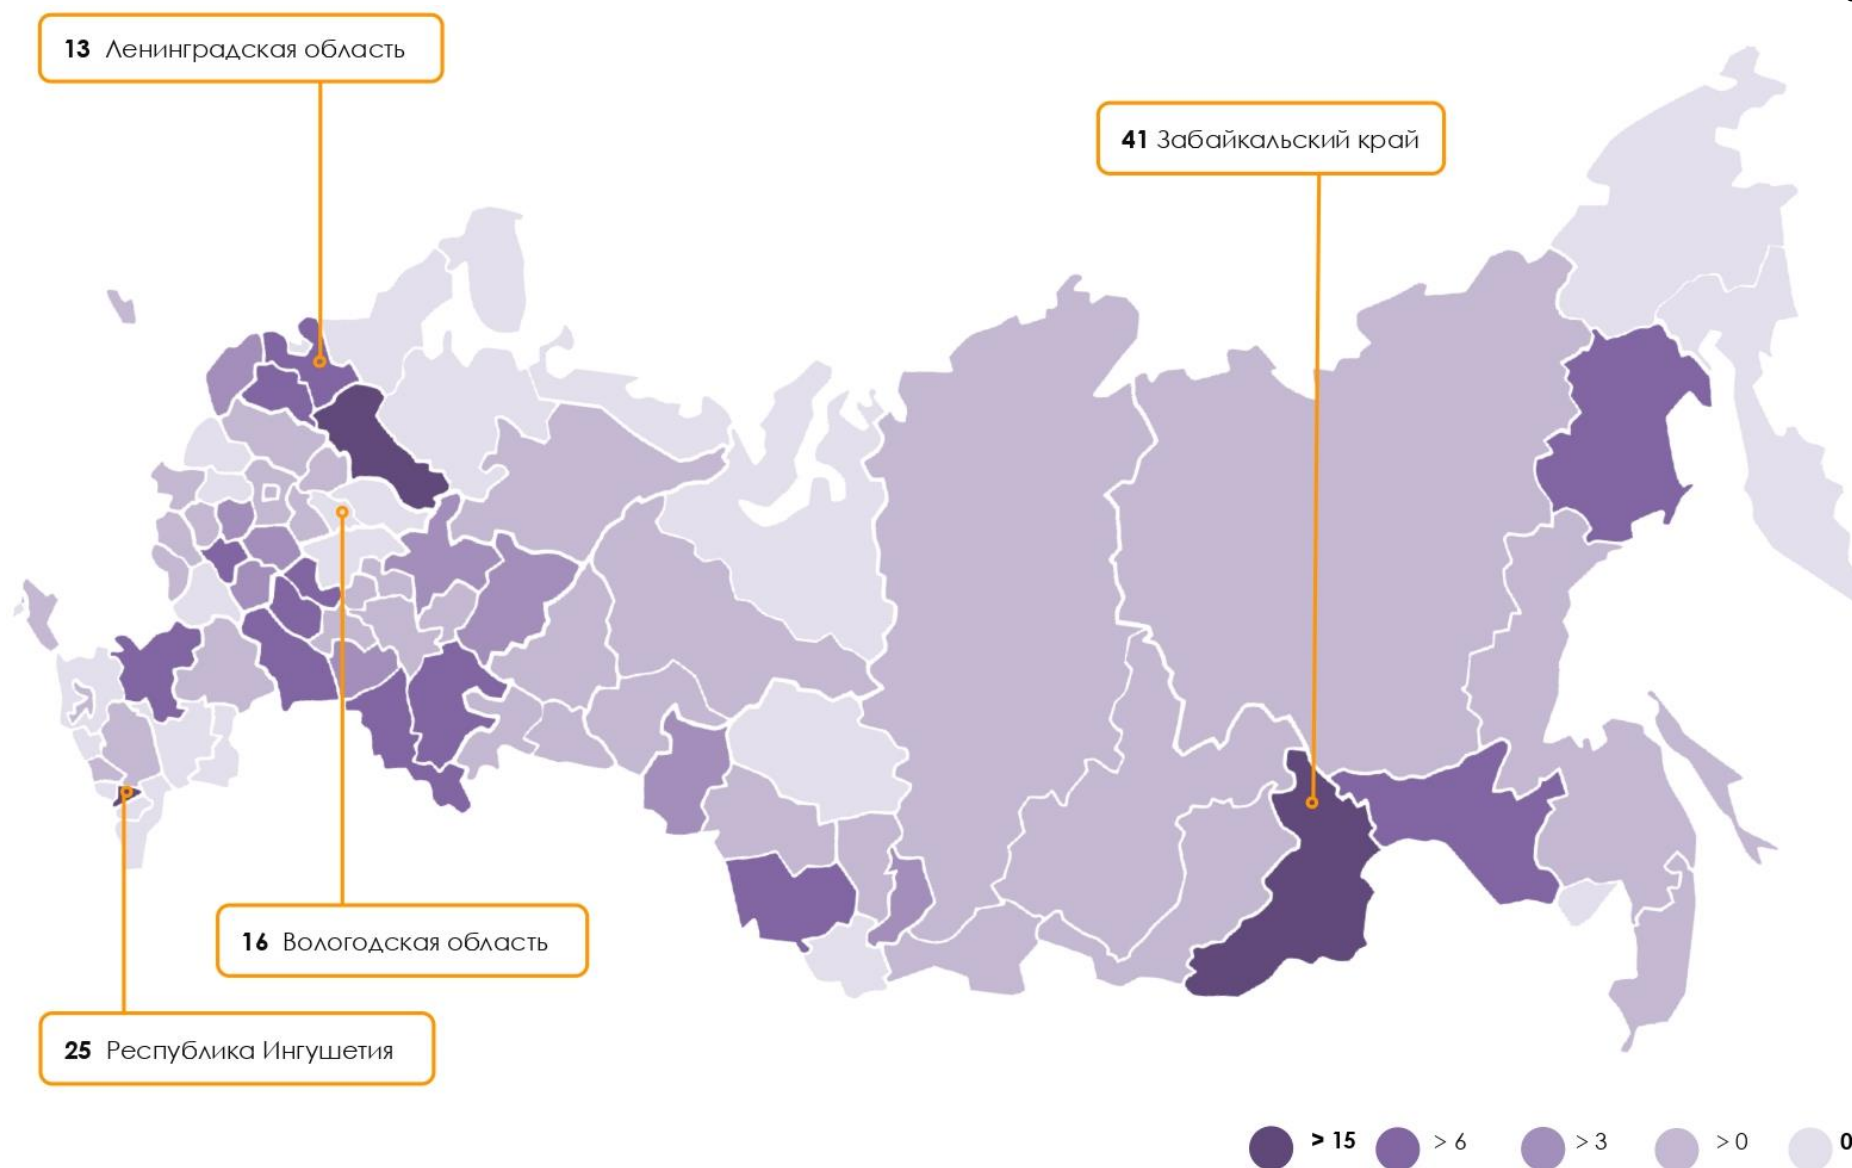 13 Ленинградская область
41 Забайкальский край
16 Вологодская область
25 Республика Ингушетия
> 15 > 6 > 3 > 0 0